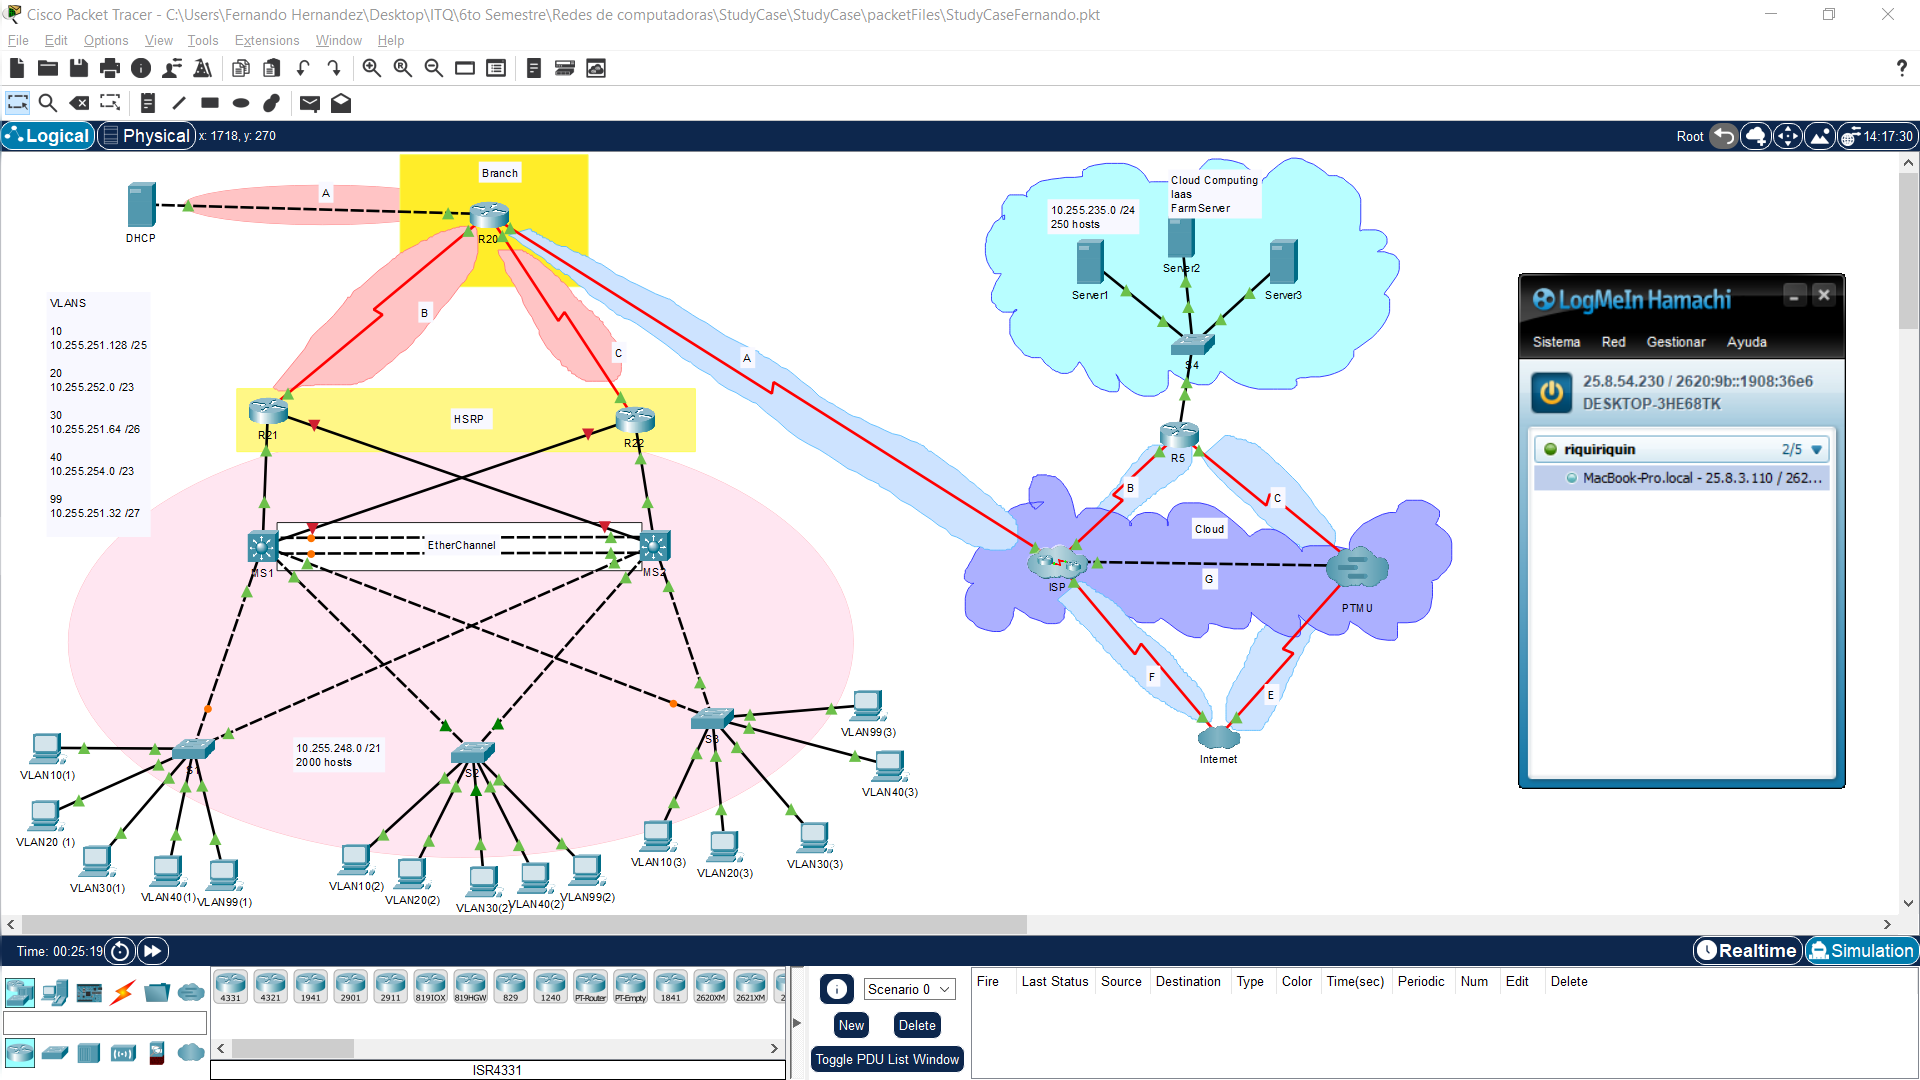 Cisco Packet Tracer - C:\Users\Fernando Hernandez\Desktop\ITQ\6to Semestre\Redes de computadoras\StudyCase\StudyCase\packetFiles\StudyCaseFernando.pkt
File Edit Options View Tools Extensions Window Help
?
Logical Physical x: 1718, y: 270
Root 14:17:30
Branch
A
DHCP
R20
B
C
A
VLANS
10
10.255.251.128 /25
20
10.255.252.0 /23
30
10.255.251.64 /26
40
10.255.254.0 /23
99
10.255.251.32 /27
HSRP
R21
R22
EtherChannel
MS1
MS2
10.255.248.0 /21
2000 hosts
S1
S2
S3
VLAN10(1)
VLAN20 (1)
VLAN30(1)
VLAN40(1)
VLAN99(1)
VLAN10(2)
VLAN20(2)
VLAN30(2)
VLAN40(2)
VLAN99(2)
VLAN10(3)
VLAN20(3)
VLAN30(3)
VLAN40(3)
VLAN99(3)
Cloud Computing
Iaas
FarmServer
10.255.235.0 /24
250 hosts
Server1
Server2
Server3
S4
R5
B
C
Cloud
ISP
G
PTMU
F
E
Internet
LogMeIn Hamachi
Sistema Red Gestionar Ayuda
25.8.54.230 / 2620:9b::1908:36e6
DESKTOP-3HE68TK
riquiriquin 2/5
MacBook-Pro.local - 25.8.3.110 / 262...
Time: 00:25:19
Realtime Simulation
4331 4321 1941 2901 2911 819IOX 819HGW 829 1240 PT-Router PT-Empty 1841 2620XM 2621XM 2
ISR4331
Scenario 0
New Delete
Toggle PDU List Window
Fire Last Status Source Destination Type Color Time(sec) Periodic Num Edit Delete